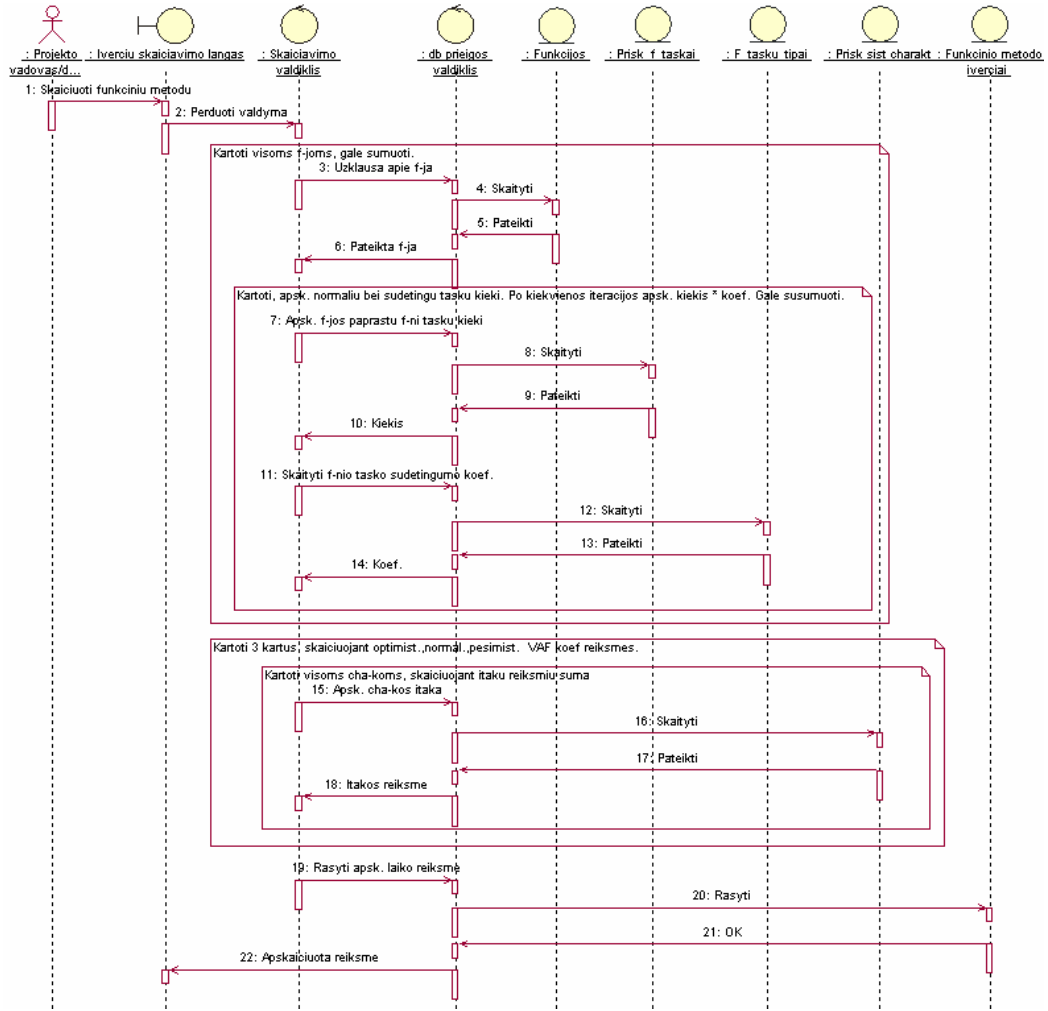 : Projekto vadovas/d...
: Iverciu skaiciavimo langas
: Skaiciavimo valdiklis
: db prieigos valdiklis
: Funkcijos
: Prisk f taskai
: F tasku tipai
: Prisk sist charakt
: Funkcinio metodo iverciai
1: Skaiciuoti funkciniu metodu
2: Perduoti valdyma
Kartoti visoms f-joms, gale sumuoti.
3: Uzklausa apie f-ja
4: Skaityti
5: Pateikti
6: Pateikta f-ja
Kartoti, apsk. normaliu bei sudetingu tasku kieki. Po kiekvienos iteracijos apsk. kiekis * koef. Gale susumuoti.
7: Apsk. f-jos paprastu f-ni tasku kieki
8: Skaityti
9: Pateikti
10: Kiekis
11: Skaityti f-nio tasko sudetingumo koef.
12: Skaityti
13: Pateikti
14: Koef.
Kartoti 3 kartus, skaiciuojant optimist.,normal.,pesimist. VAF koef reiksmes.
Kartoti visoms cha-koms, skaiciuojant itaku reiksmiu suma
15: Apsk. cha-kos itaka
16: Skaityti
17: Pateikti
18: Itakos reiksme
19: Rasyti apsk. laiko reiksme
20: Rasyti
21: OK
22: Apskaiciuota reiksme